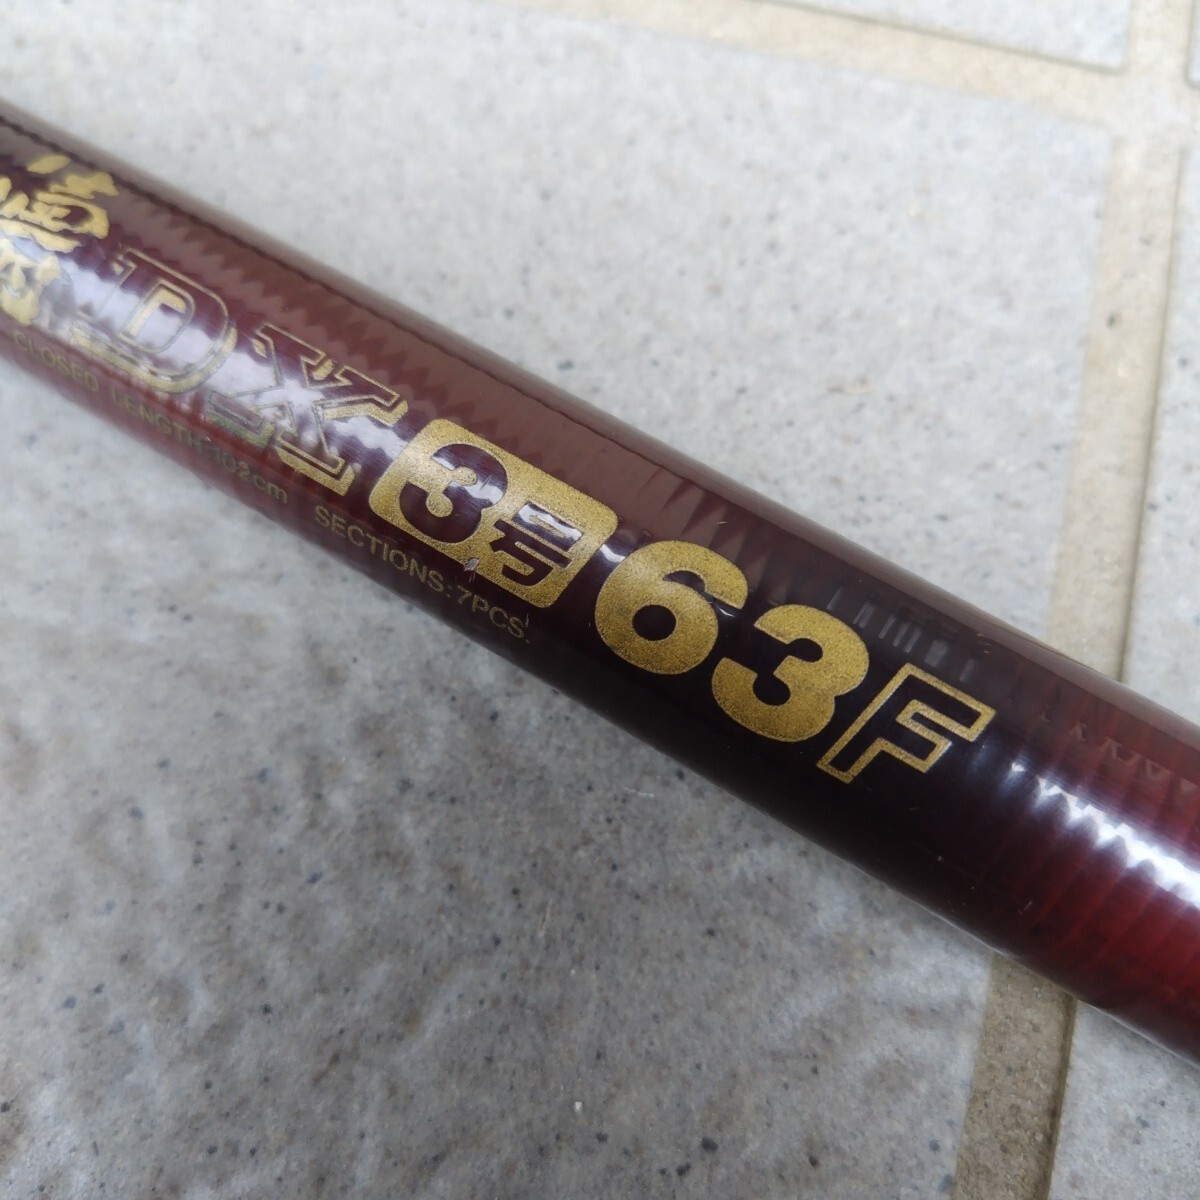 DX 3号 63F
CLOSED LENGTH:102cm SECTIONS:7PCS.